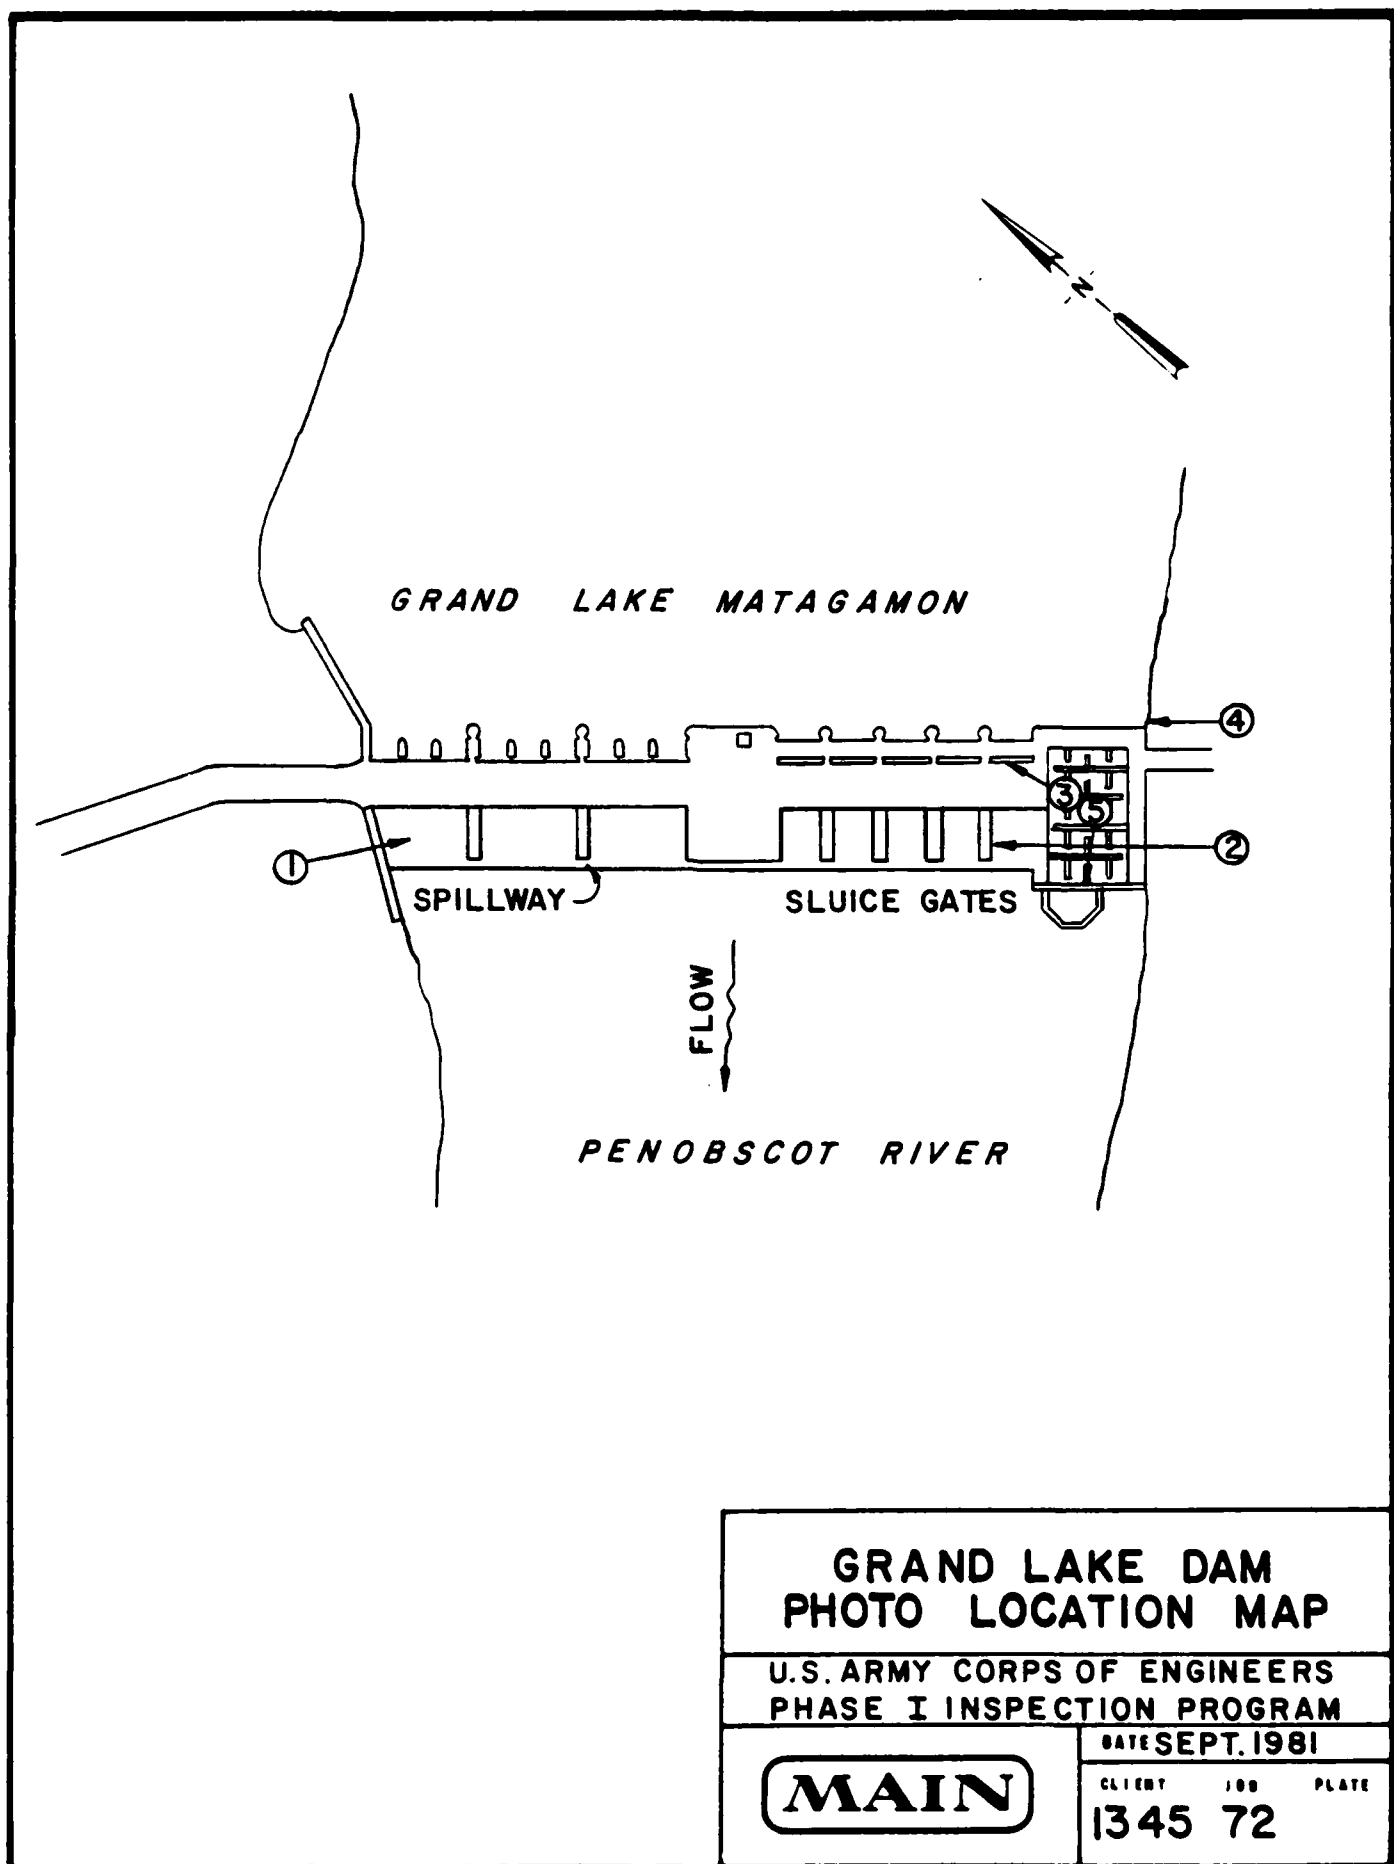 N
GRAND LAKE MATAGAMON
4
3
5
1
2
SPILLWAY
SLUICE GATES
FLOW
PENOBSCOT RIVER
GRAND LAKE DAM
PHOTO LOCATION MAP
U.S. ARMY CORPS OF ENGINEERS
PHASE I INSPECTION PROGRAM
MAIN
DATE SEPT. 1981
CLIENT JOB PLATE
1345 72